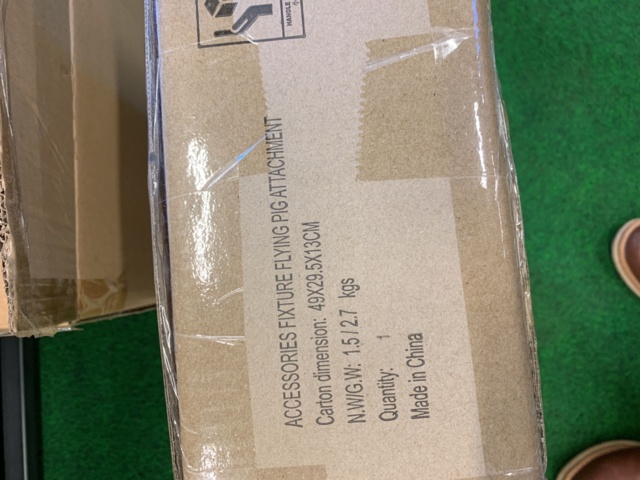 HANDLE
ACCESSORIES FIXTURE FLYING PIG ATTACHMENT
Carton dimension: 49X29.5X13CM
N.W/G.W: 1.5 / 2.7 kgs
Quantity: 1
Made in China